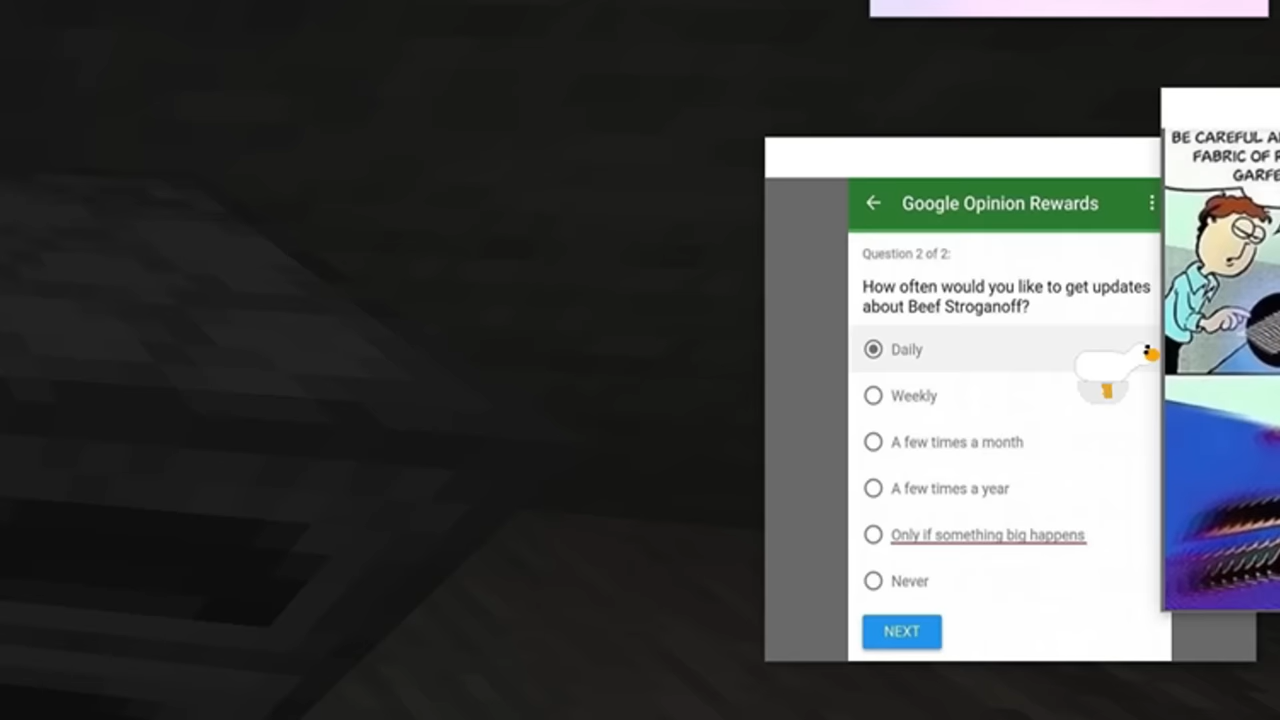 BE CAREFUL
FABRIC OF
Google Opinion Rewards
Question 2 of 2:
How often would you like to get updates
about Beef Stroganoff?
Daily
Weekly
A few times a month
A few times a year
Only if something big happens
Never
NEXT